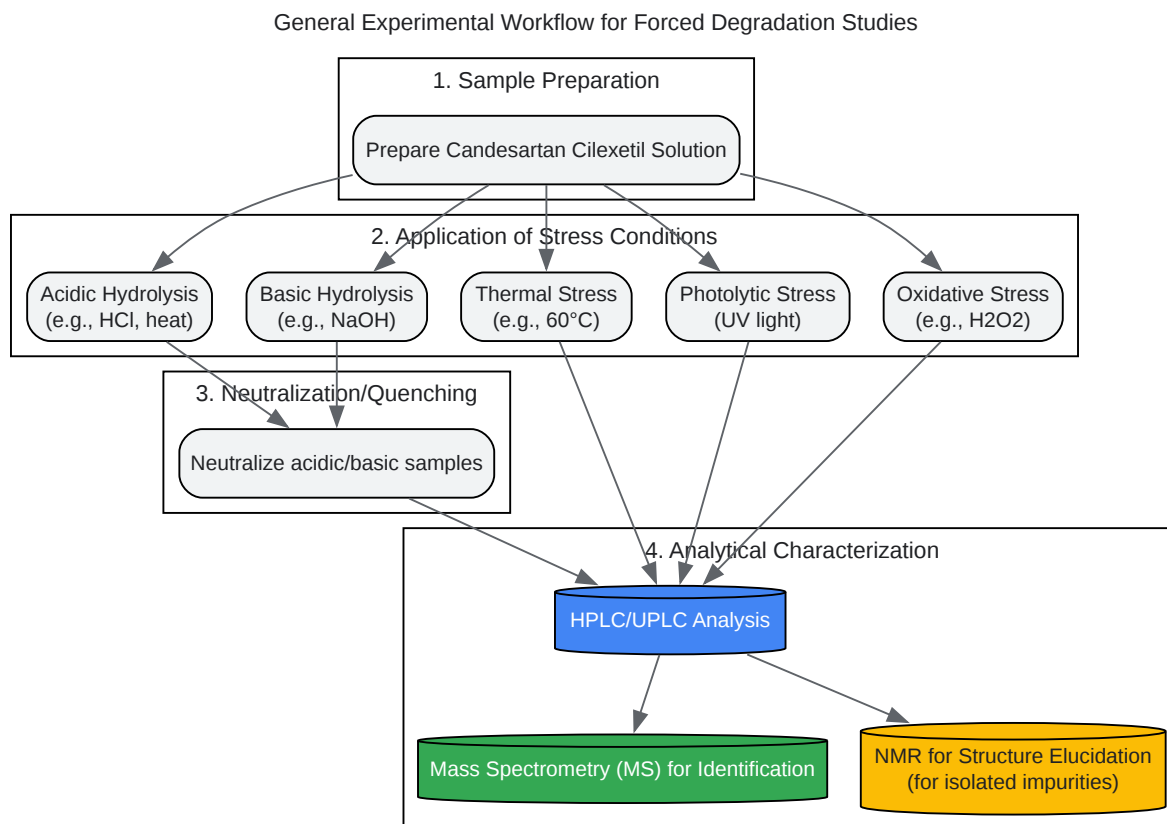 General Experimental Workflow for Forced Degradation Studies
1. Sample Preparation
Prepare Candesartan Cilexetil Solution
2. Application of Stress Conditions
Acidic Hydrolysis
(e.g., HCl, heat)
Basic Hydrolysis
(e.g., NaOH)
Thermal Stress
(e.g., 60°C)
Photolytic Stress
(UV light)
Oxidative Stress
(e.g., H2O2)
3. Neutralization/Quenching
Neutralize acidic/basic samples
4. Analytical Characterization
HPLC/UPLC Analysis
Mass Spectrometry (MS) for Identification
NMR for Structure Elucidation
(for isolated impurities)